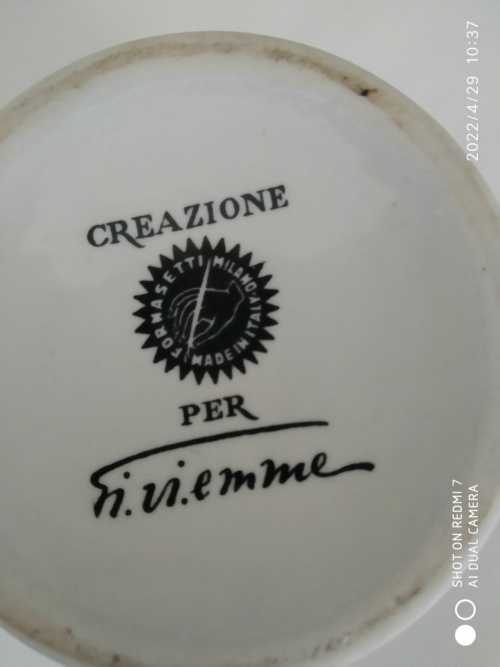 CREAZIONE
FORNASETTI MILANO
MADE IN ITALY
PER
Gi.vi.emme
2022/4/29 10:37
SHOT ON REDMI 7
AI DUAL CAMERA